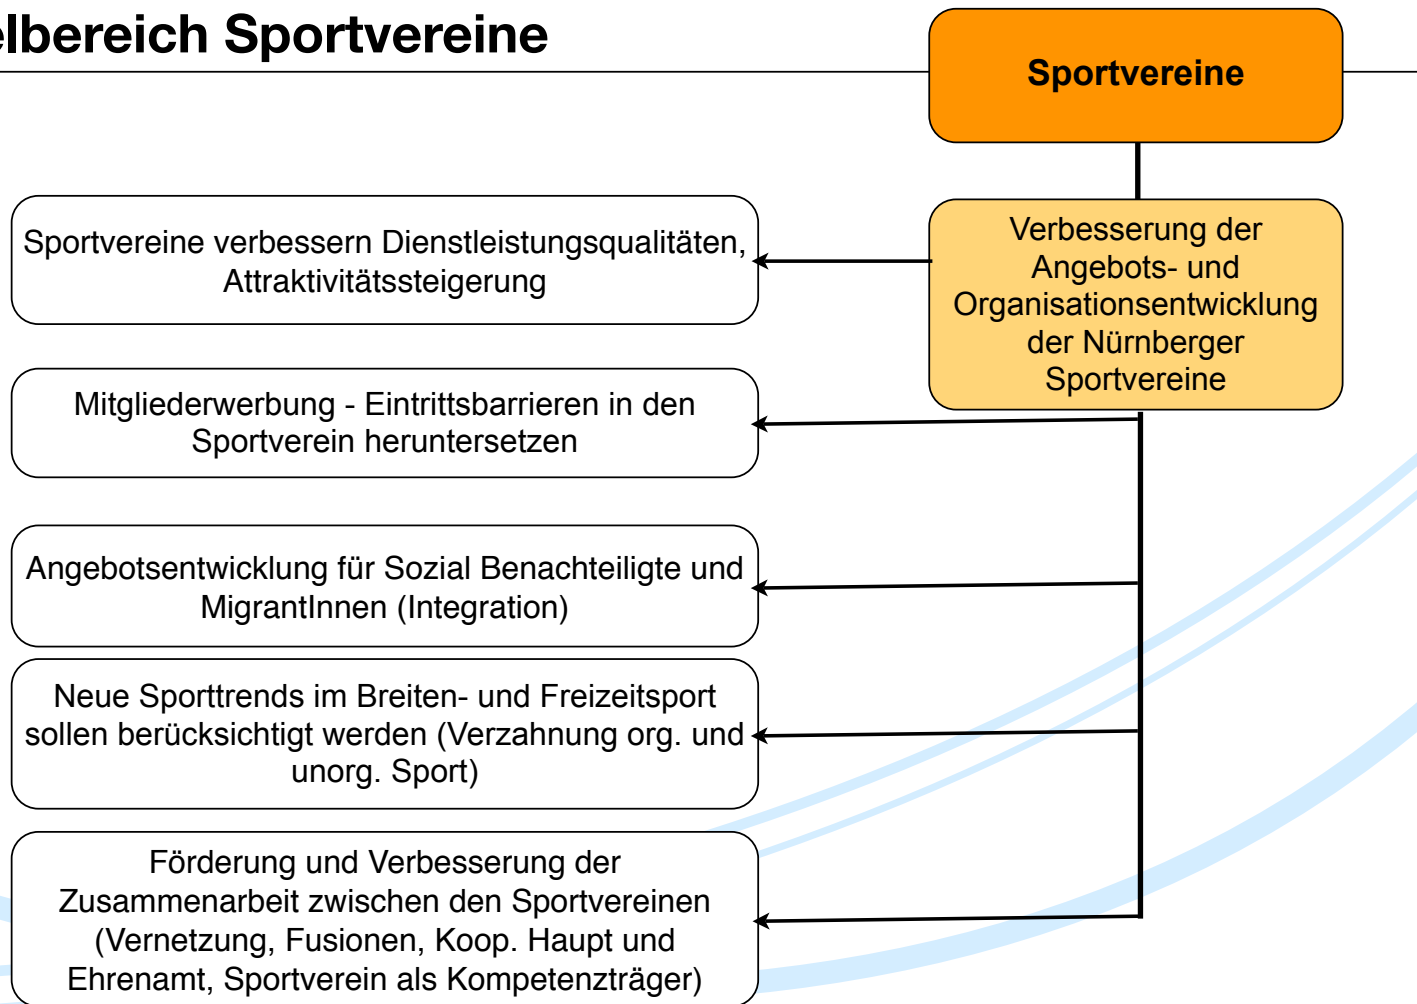 elbereich Sportvereine
Sportvereine
Verbesserung der
Angebots- und
Organisationsentwicklung
der Nürnberger
Sportvereine
Sportvereine verbessern Dienstleistungsqualitäten,
Attraktivitätssteigerung
Mitgliederwerbung - Eintrittsbarrieren in den
Sportverein heruntersetzen
Angebotsentwicklung für Sozial Benachteiligte und
MigrantInnen (Integration)
Neue Sporttrends im Breiten- und Freizeitsport
sollen berücksichtigt werden (Verzahnung org. und
unorg. Sport)
Förderung und Verbesserung der
Zusammenarbeit zwischen den Sportvereinen
(Vernetzung, Fusionen, Koop. Haupt und
Ehrenamt, Sportverein als Kompetenzträger)